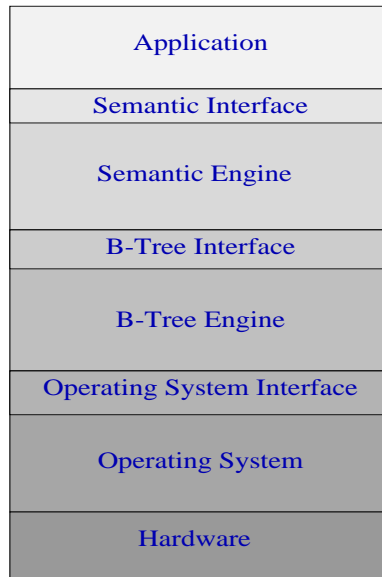 Application
Semantic Interface
Semantic Engine
B-Tree Interface
B-Tree Engine
Operating System Interface
Operating System
Hardware